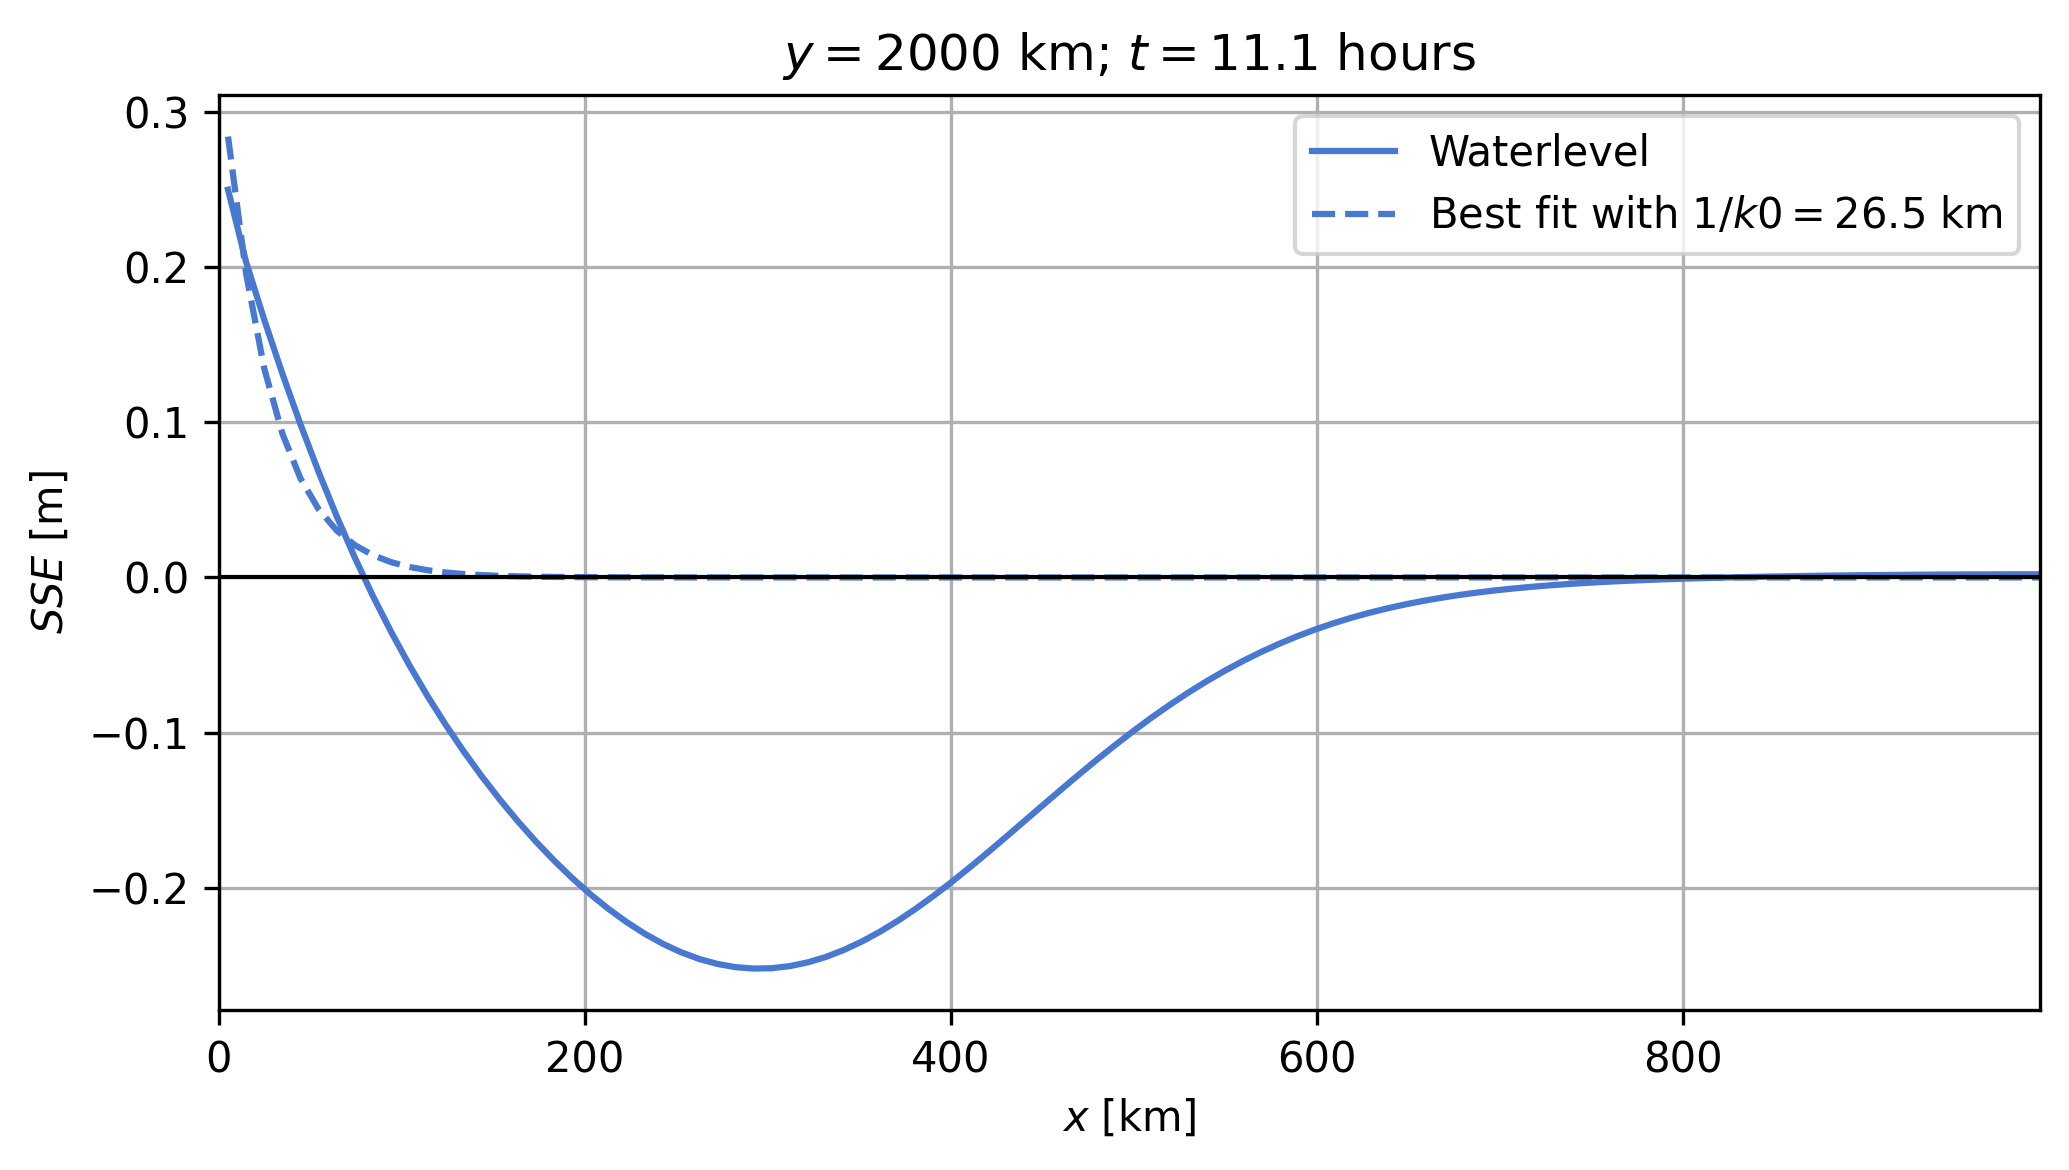 y = 2000 km; t = 11.1 hours
Waterlevel
Best fit with 1/k0 = 26.5 km
0.3
0.2
0.1
0.0
−0.1
−0.2
SSE [m]
0 200 400 600 800
x [km]